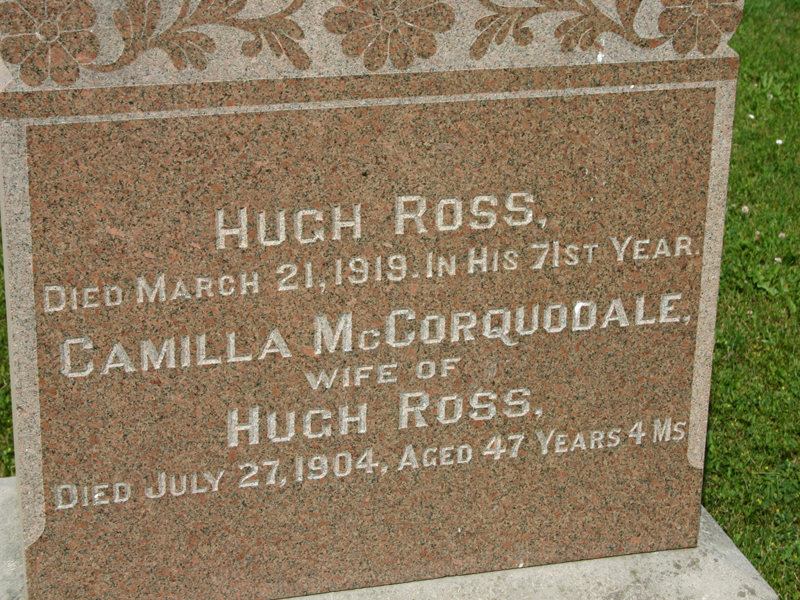 HUGH ROSS,
DIED MARCH 21, 1919. IN HIS 71ST YEAR.
CAMILLA MCCORQUODALE,
WIFE OF
HUGH ROSS,
DIED JULY 27, 1904, AGED 47 YEARS 4 MS